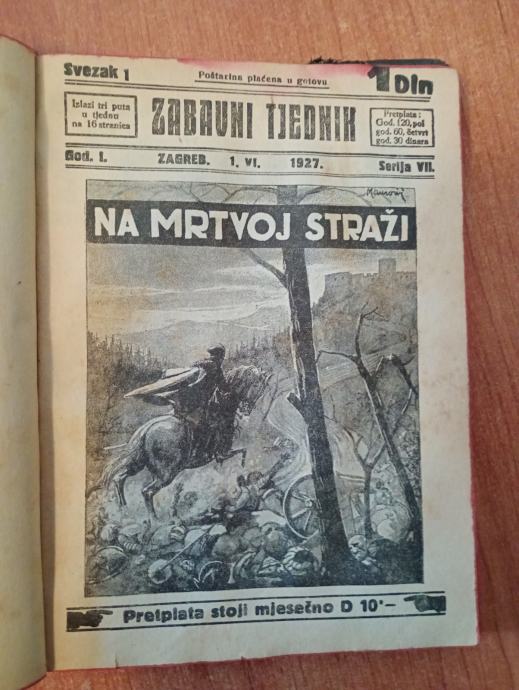 Svezak 1
Poštarina plaćena u gotovu
1 Din
Izlazi tri puta
u tjednu
na 16 stranica
ZABAVNI TJEDNIK
Pretplata:
God. 120, pol
god. 60, četvrt
god. 30 dinara
God. I.
ZAGREB. 1. VI. 1927.
Serija VII.
Maurović
NA MRTVOJ STRAŽI
Pretplata stoji mjesečno D 10·–